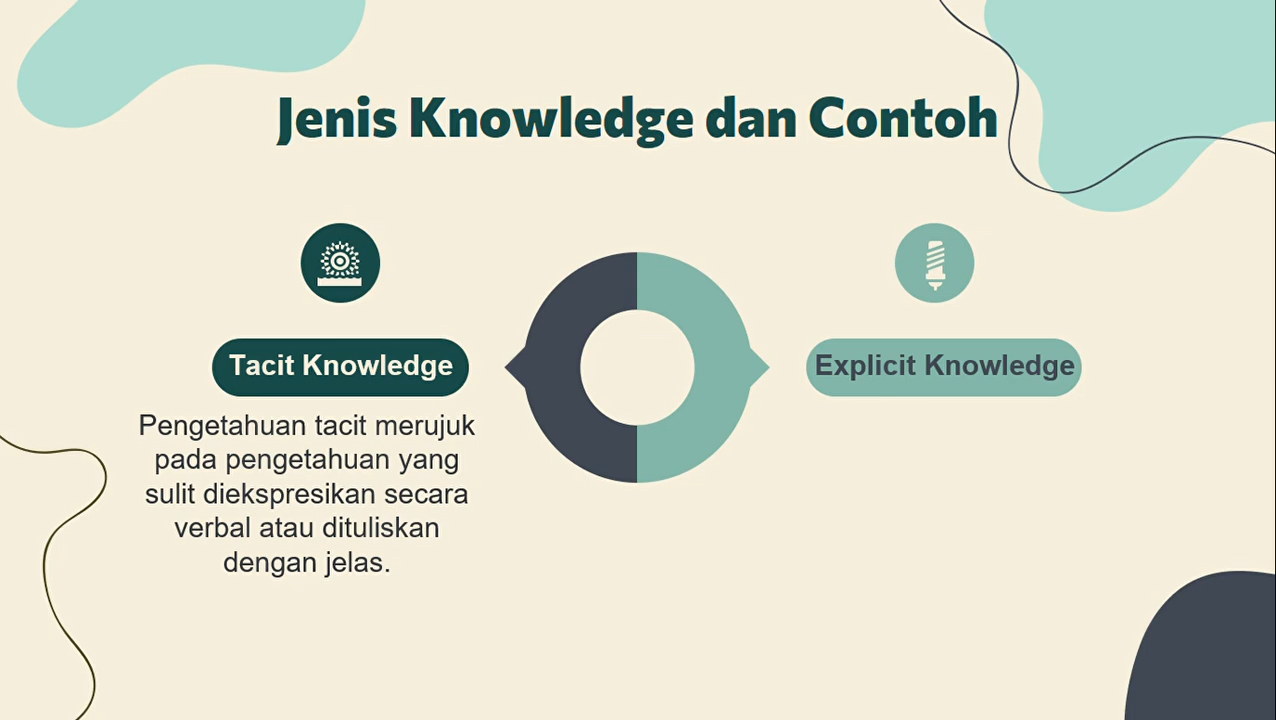 Jenis Knowledge dan Contoh
Tacit Knowledge
Pengetahuan tacit merujuk
pada pengetahuan yang
sulit diekspresikan secara
verbal atau dituliskan
dengan jelas.
Explicit Knowledge